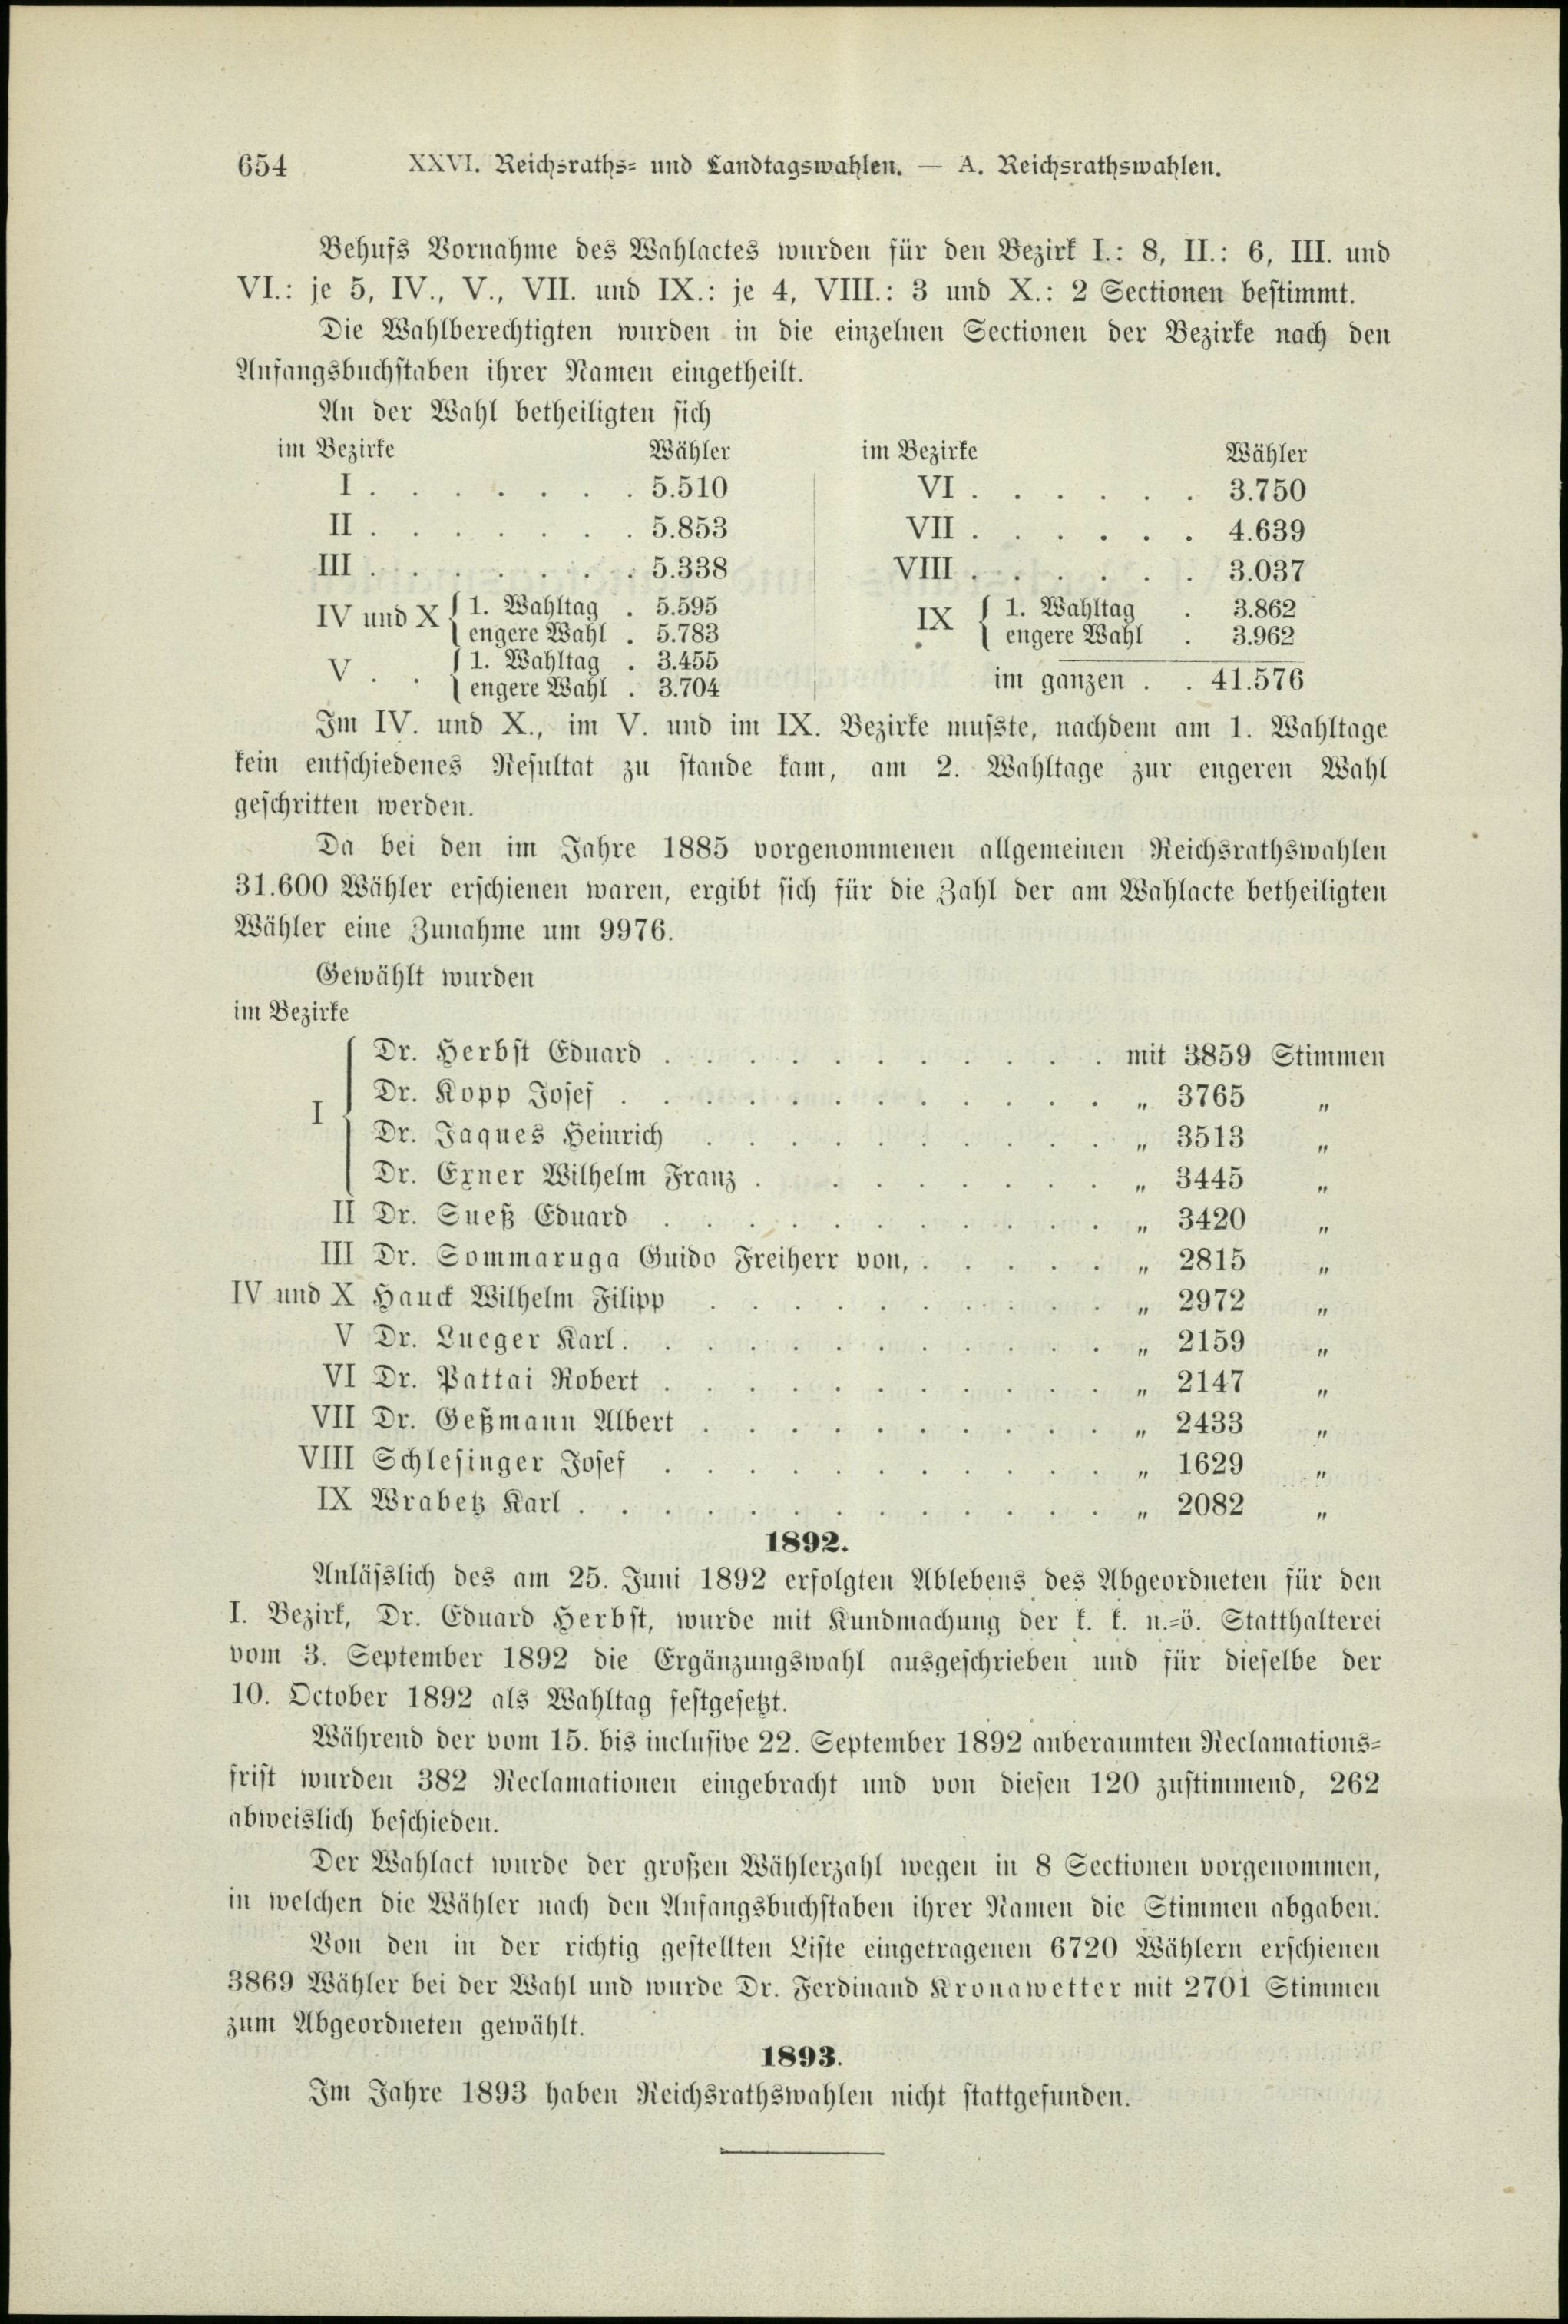 654 XXVI. Reichsraths- und Landtagswahlen. — A. Reichsrathswahlen.
Behufs Vornahme des Wahlactes wurden für den Bezirk I.: 8, II.: 6, III. und
VI.: je 5, IV., V., VII. und IX.: je 4, VIII.: 3 und X.: 2 Sectionen bestimmt.
Die Wahlberechtigten wurden in die einzelnen Sectionen der Bezirke nach den
Anfangsbuchstaben ihrer Namen eingetheilt.
An der Wahl betheiligten sich
im Bezirke Wähler
I . . . . . . . 5.510
II . . . . . . . 5.853
III . . . . . . . 5.338
IV und X { 1. Wahltag . 5.595
engere Wahl . 5.783
V . . { 1. Wahltag . 3.455
engere Wahl . 3.704
im Bezirke Wähler
VI . . . . . . 3.750
VII . . . . . . 4.639
VIII . . . . . . 3.037
IX { 1. Wahltag . 3.862
engere Wahl . 3.962
im ganzen . . 41.576
Im IV. und X., im V. und im IX. Bezirke musste, nachdem am 1. Wahltage
kein entschiedenes Resultat zu stande kam, am 2. Wahltage zur engeren Wahl
geschritten werden.
Da bei den im Jahre 1885 vorgenommenen allgemeinen Reichsrathswahlen
31.600 Wähler erschienen waren, ergibt sich für die Zahl der am Wahlacte betheiligten
Wähler eine Zunahme um 9976.
Gewählt wurden
im Bezirke
I { Dr. Herbst Eduard . . . . . . . . . . . mit 3859 Stimmen
Dr. Kopp Josef . . . . . . . . . . . . „ 3765 „
Dr. Jaques Heinrich . . . . . . . . . . „ 3513 „
Dr. Exner Wilhelm Franz . . . . . . . . „ 3445 „
II Dr. Sueß Eduard . . . . . . . . . . . „ 3420 „
III Dr. Sommaruga Guido Freiherr von, . . . . . „ 2815 „
IV und X Hauck Wilhelm Filipp . . . . . . . . . . „ 2972 „
V Dr. Lueger Karl. . . . . . . . . . . . „ 2159 „
VI Dr. Pattai Robert . . . . . . . . . . . „ 2147 „
VII Dr. Geßmann Albert . . . . . . . . . . „ 2433 „
VIII Schlesinger Josef . . . . . . . . . . . „ 1629 „
IX Wrabetz Karl . . . . . . . . . . . . . „ 2082 „
1892.
Anlässlich des am 25. Juni 1892 erfolgten Ablebens des Abgeordneten für den
I. Bezirk, Dr. Eduard Herbst, wurde mit Kundmachung der k. k. n.-ö. Statthalterei
vom 3. September 1892 die Ergänzungswahl ausgeschrieben und für dieselbe der
10. October 1892 als Wahltag festgesetzt.
Während der vom 15. bis inclusive 22. September 1892 anberaumten Reclamations-
frist wurden 382 Reclamationen eingebracht und von diesen 120 zustimmend, 262
abweislich beschieden.
Der Wahlact wurde der großen Wählerzahl wegen in 8 Sectionen vorgenommen,
in welchen die Wähler nach den Anfangsbuchstaben ihrer Namen die Stimmen abgaben.
Von den in der richtig gestellten Liste eingetragenen 6720 Wählern erschienen
3869 Wähler bei der Wahl und wurde Dr. Ferdinand Kronawetter mit 2701 Stimmen
zum Abgeordneten gewählt.
1893.
Im Jahre 1893 haben Reichsrathswahlen nicht stattgefunden.